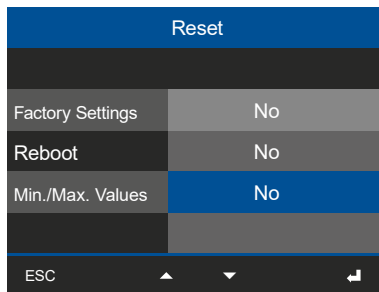 Reset
Factory Settings No
Reboot No
Min./Max. Values No
ESC